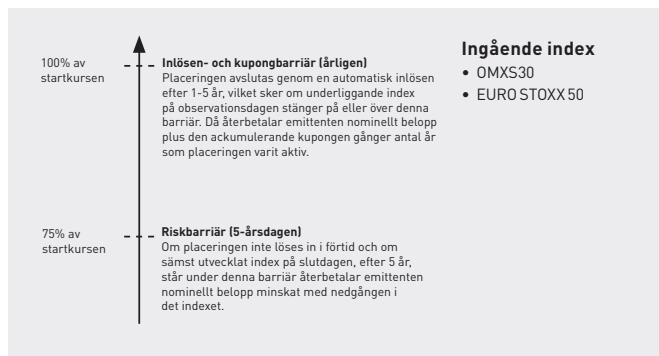 100% av
startkursen
Inlösen- och kupongbarriär (årligen)
Placeringen avslutas genom en automatisk inlösen
efter 1-5 år, vilket sker om underliggande index
på observationsdagen stänger på eller över denna
barriär. Då återbetalar emittenten nominellt belopp
plus den ackumulerande kupongen gånger antal år
som placeringen varit aktiv.
75% av
startkursen
Riskbarriär (5-årsdagen)
Om placeringen inte löses in i förtid och om
sämst utvecklat index på slutdagen, efter 5 år,
står under denna barriär återbetalar emittenten
nominellt belopp minskat med nedgången i
det indexet.
Ingående index
• OMXS30
• EURO STOXX 50